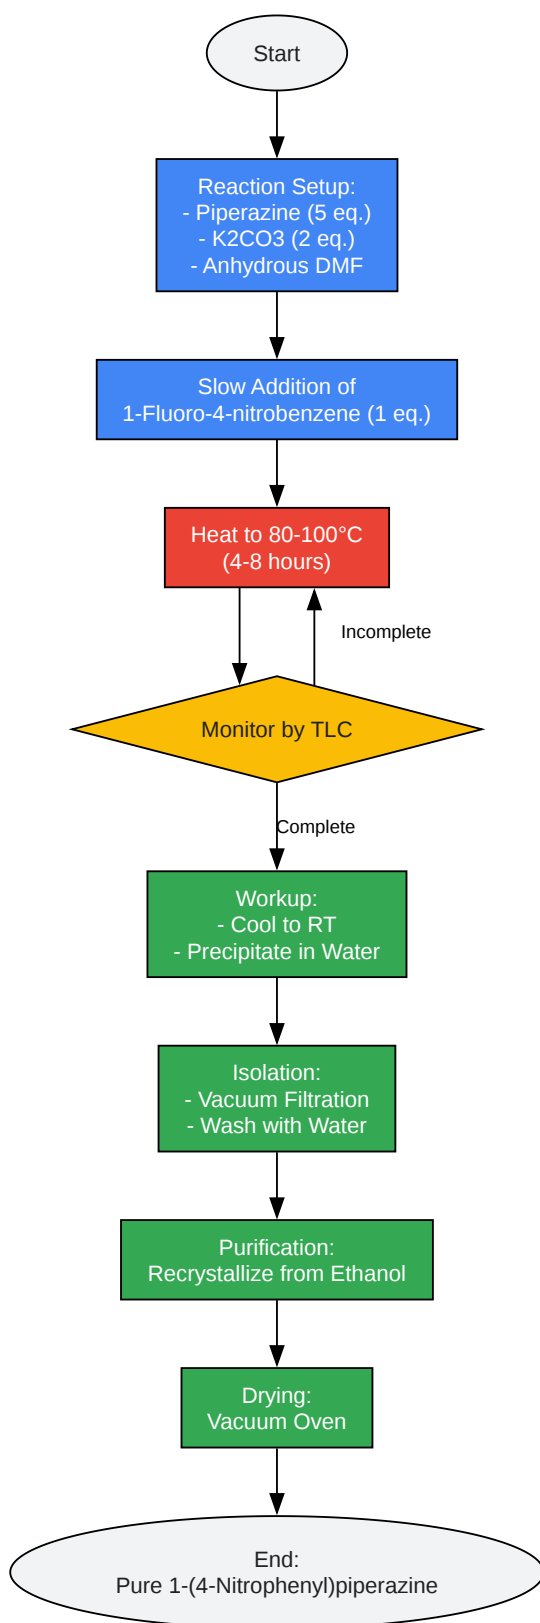 Start
Reaction Setup:
- Piperazine (5 eq.)
- K2CO3 (2 eq.)
- Anhydrous DMF
Slow Addition of
1-Fluoro-4-nitrobenzene (1 eq.)
Heat to 80-100°C
(4-8 hours)
Incomplete
Monitor by TLC
Complete
Workup:
- Cool to RT
- Precipitate in Water
Isolation:
- Vacuum Filtration
- Wash with Water
Purification:
Recrystallize from Ethanol
Drying:
Vacuum Oven
End:
Pure 1-(4-Nitrophenyl)piperazine